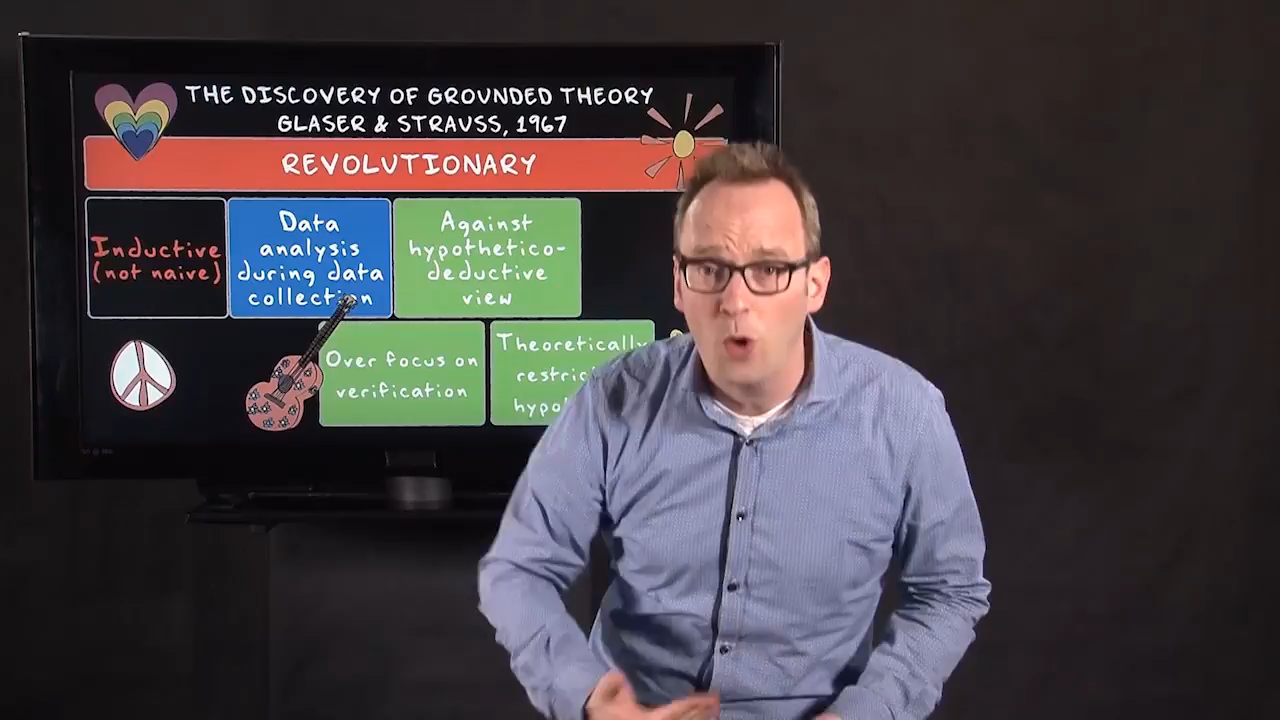 THE DISCOVERY OF GROUNDED THEORY
GLASER & STRAUSS, 1967
REVOLUTIONARY
Inductive
(not naive)
Data
analysis
during data
collection
Against
hypothetico-
deductive
view
Over focus on
verification
Theoretically